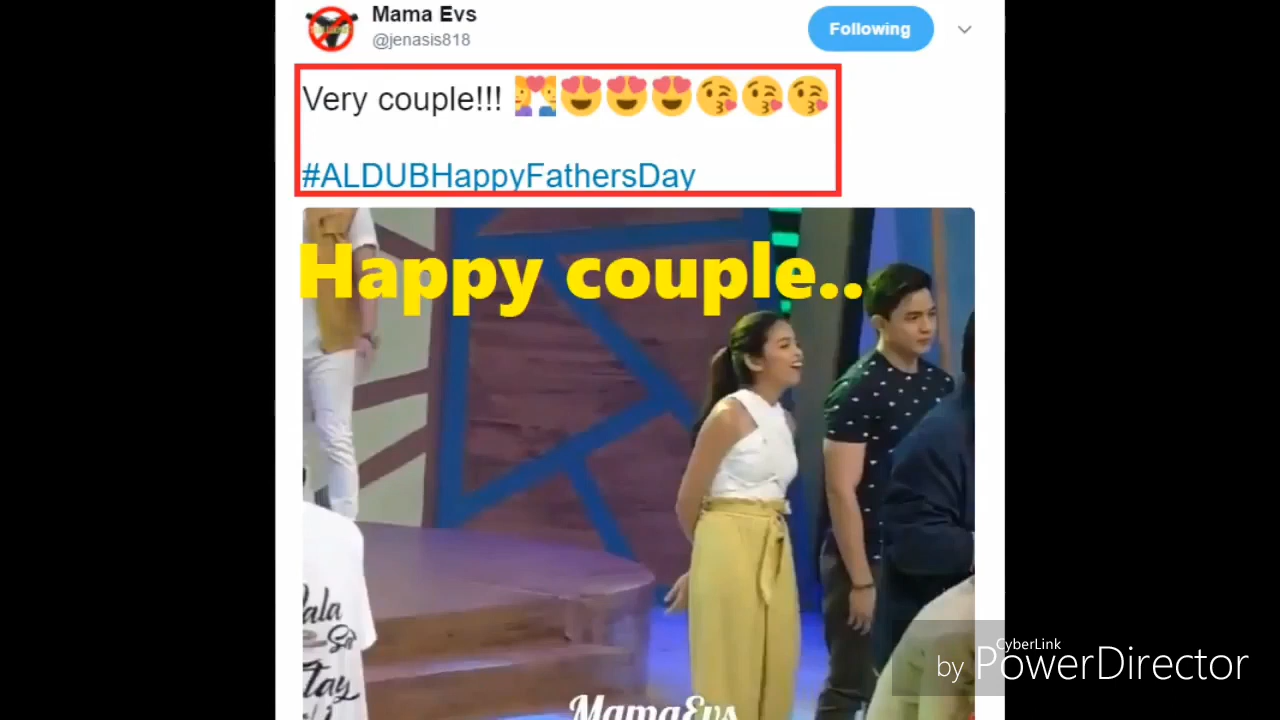 Mama Evs
@jenasis818
Following
Very couple!!! 💑😍😍😍😘😘😘
#ALDUBHappyFathersDay
Happy couple..
MamaEvs
CyberLink
by PowerDirector